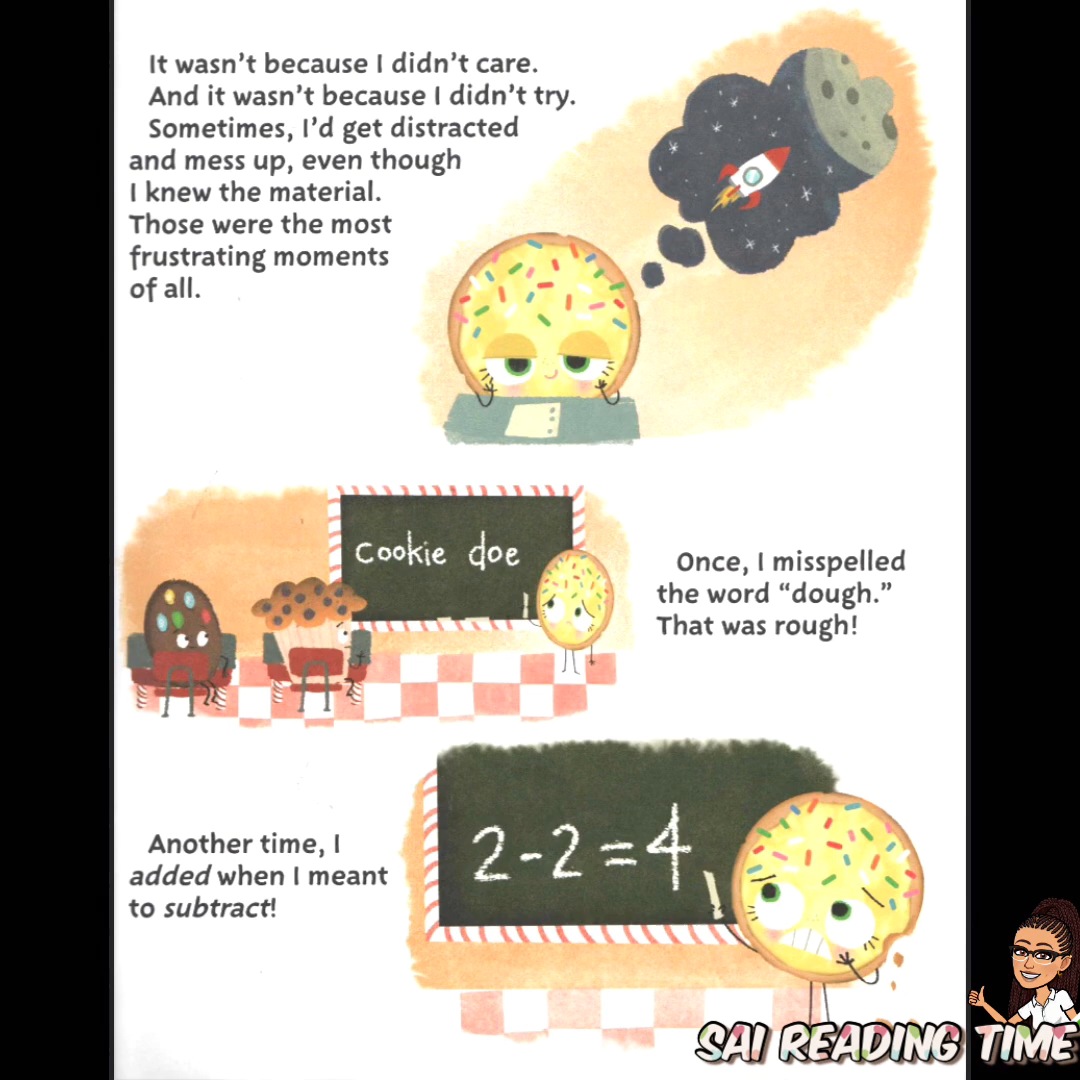 It wasn't because I didn't care.
And it wasn't because I didn't try.
Sometimes, I'd get distracted
and mess up, even though
I knew the material.
Those were the most
frustrating moments
of all.
cookie doe
Once, I misspelled
the word “dough.”
That was rough!
2-2=4
Another time, I
added when I meant
to subtract!
SAI READING TIME